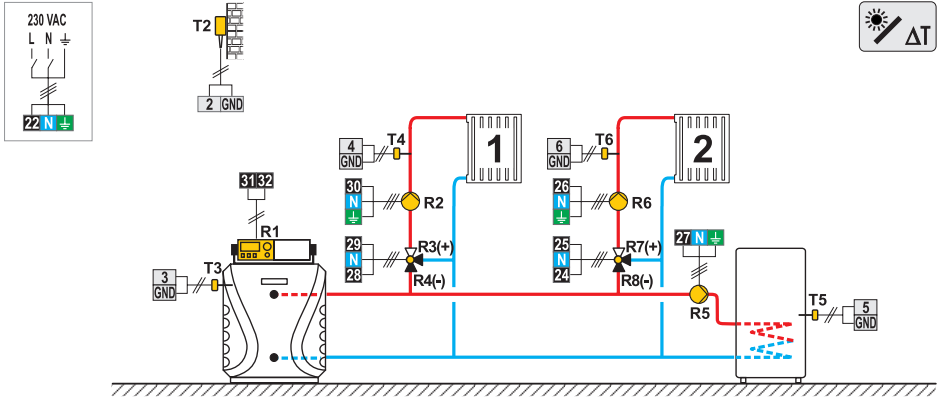 230 VAC
L N
22 N
T2
2 GND
ΔT
4
GND
T4
1
6
GND
T6
2
31 32
30
N
R2
26
N
R6
R1
29
N
28
R3(+)
R4(-)
25
N
24
R7(+)
R8(-)
27 N
3
GND
T3
R5
T5
5
GND